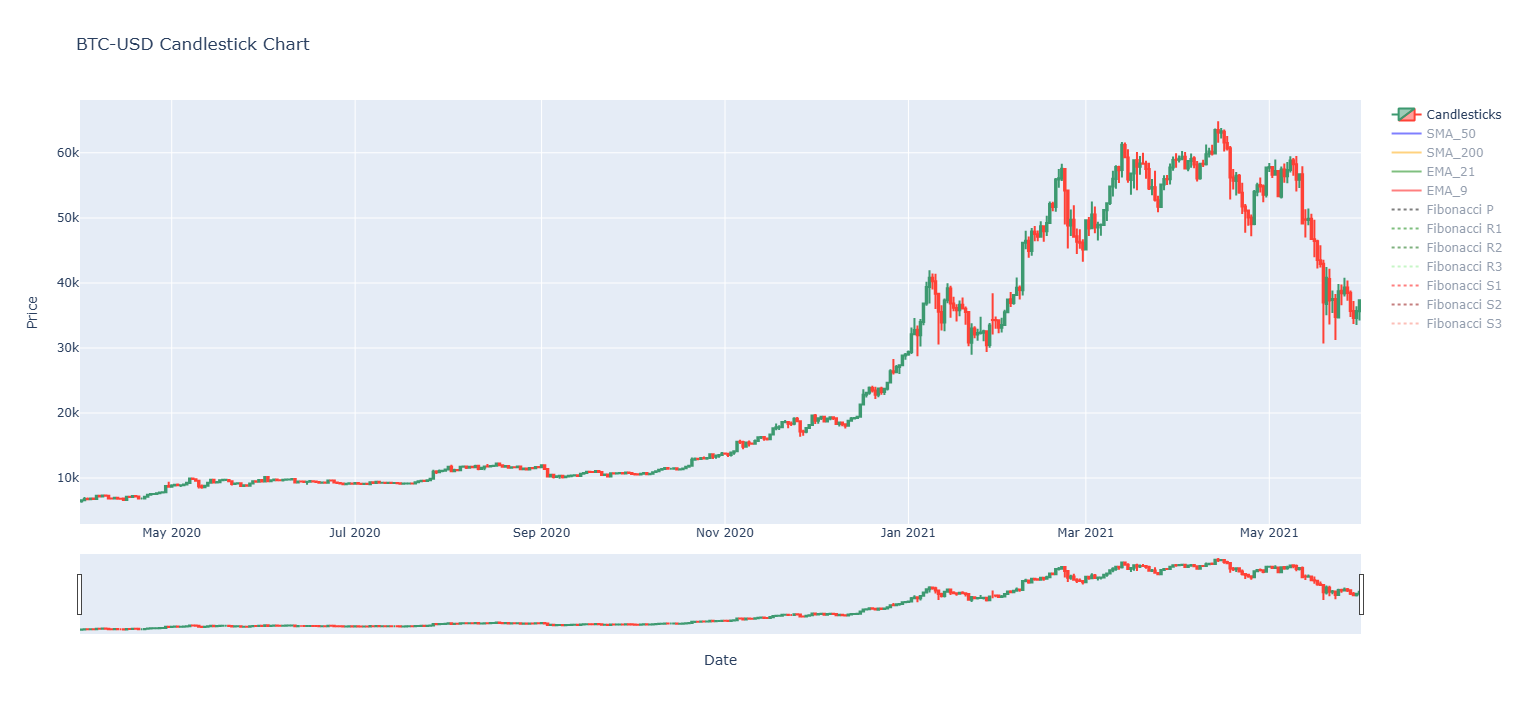 BTC-USD Candlestick Chart
Price
60k
50k
40k
30k
20k
10k
May 2020
Jul 2020
Sep 2020
Nov 2020
Jan 2021
Mar 2021
May 2021
Date
Candlesticks
SMA_50
SMA_200
EMA_21
EMA_9
Fibonacci P
Fibonacci R1
Fibonacci R2
Fibonacci R3
Fibonacci S1
Fibonacci S2
Fibonacci S3